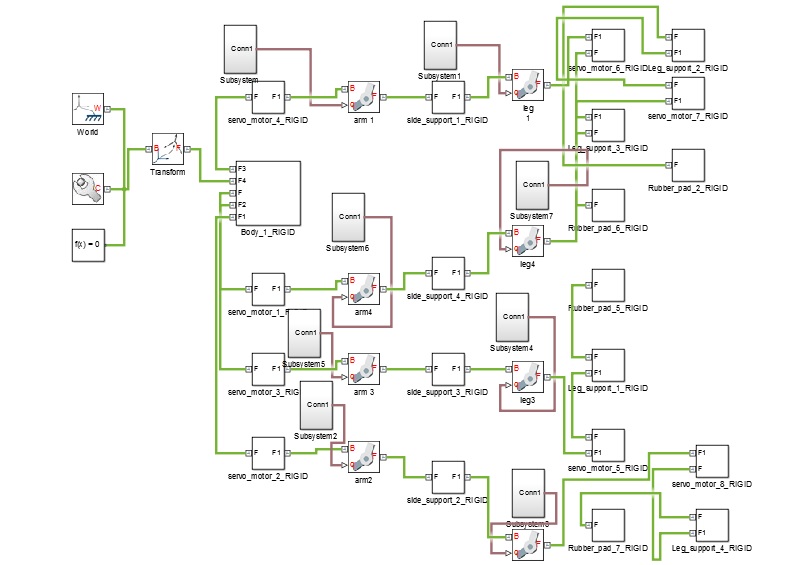 Conn1
Subsystem
Conn1
Subsystem1
F F1
servo_motor_4_RIGID
B
q
F
arm 1
F F1
side_support_1_RIGID
B
q
F
leg
1
F1
F
servo_motor_6_RIGID
F
F1
Leg_support_2_RIGID
F
F1
servo_motor_7_RIGID
F1
F
Leg_support_3_RIGID
F
Rubber_pad_2_RIGID
F
Rubber_pad_6_RIGID
W
World
C
f(x) = 0
B F
Transform
F3
F4
F
F2
F1
Body_1_RIGID
Conn1
Subsystem6
Conn1
Subsystem7
B
q
F
leg4
F F1
servo_motor_1_R
B
q
F
arm4
F F1
side_support_4_RIGID
F
Rubber_pad_5_RIGID
Conn1
Subsystem5
Conn1
Subsystem4
F F1
servo_motor_3_RIG
B
q
F
arm 3
F F1
side_support_3_RIGID
B
q
F
leg3
F
F1
Leg_support_1_RIGID
Conn1
Subsystem2
F F1
servo_motor_2_RIGID
B
q
F
arm2
F F1
side_support_2_RIGID
F
F1
servo_motor_5_RIGID
F1
F
servo_motor_8_RIGID
Conn1
B
q
F
F
Rubber_pad_7_RIGID
F
F1
Leg_support_4_RIGID